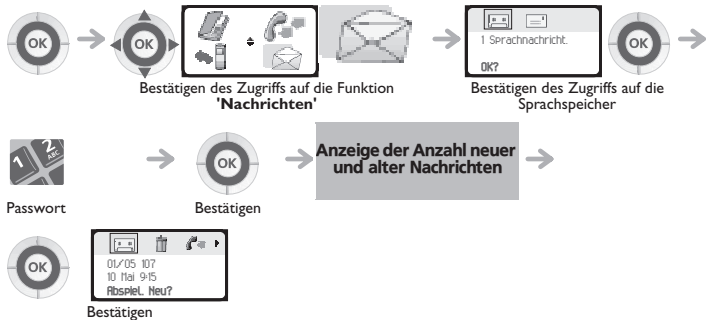 OK
OK
Bestätigen des Zugriffs auf die Funktion
'Nachrichten'
1 Sprachnachricht.
OK?
OK
Bestätigen des Zugriffs auf die
Sprachspeicher
1 2 ABC
Passwort
OK
Bestätigen
Anzeige der Anzahl neuer
und alter Nachrichten
OK
01/05 107
10 Mai 9:15
Abspiel. Neu?
Bestätigen